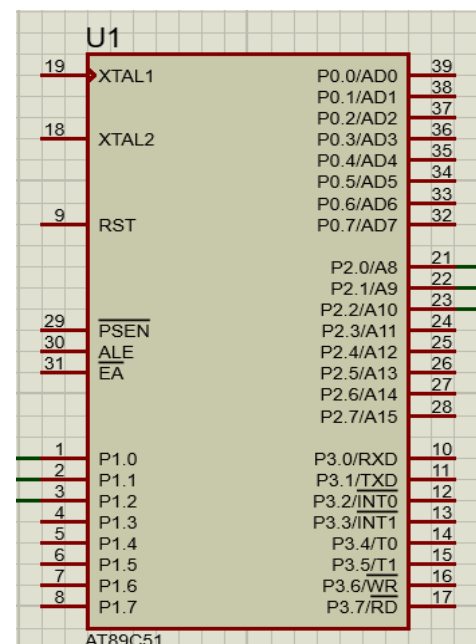 U1
19 XTAL1 P0.0/AD0 39
P0.1/AD1 38
P0.2/AD2 37
18 XTAL2 P0.3/AD3 36
P0.4/AD4 35
P0.5/AD5 34
P0.6/AD6 33
9 RST P0.7/AD7 32
P2.0/A8 21
P2.1/A9 22
P2.2/A10 23
29 PSEN P2.3/A11 24
30 ALE P2.4/A12 25
31 EA P2.5/A13 26
P2.6/A14 27
P2.7/A15 28
1 P1.0 P3.0/RXD 10
2 P1.1 P3.1/TXD 11
3 P1.2 P3.2/INT0 12
4 P1.3 P3.3/INT1 13
5 P1.4 P3.4/T0 14
6 P1.5 P3.5/T1 15
7 P1.6 P3.6/WR 16
8 P1.7 P3.7/RD 17
AT89C51